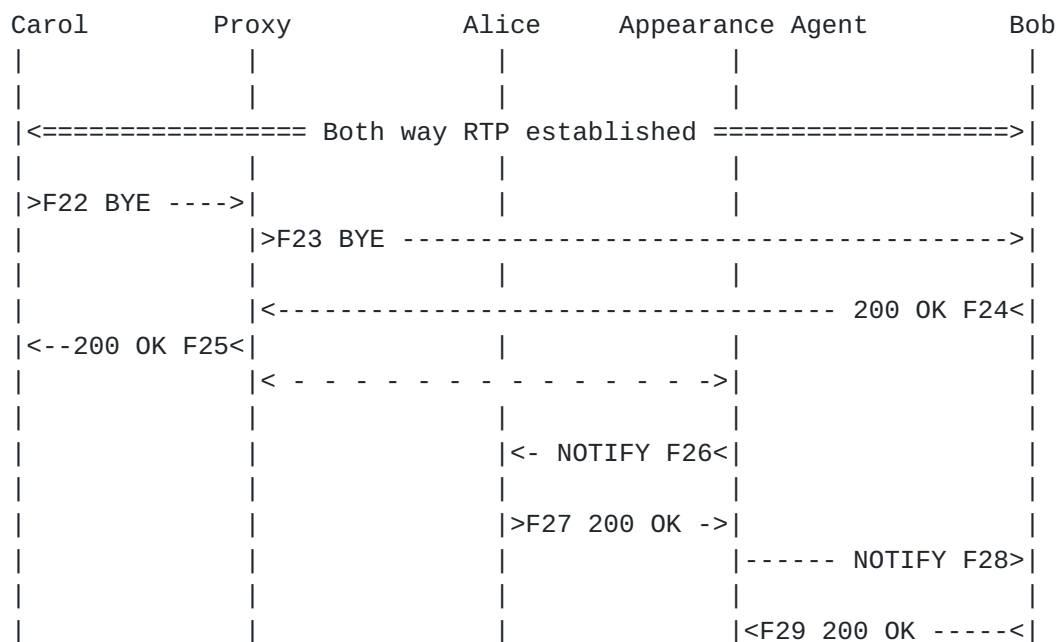 Carol        Proxy           Alice     Appearance Agent         Bob
|              |               |              |                  |
|              |               |              |                  |
|<================= Both way RTP established ===================>|
|              |               |              |                  |
|>F22 BYE ---->|               |              |                  |
|              |>F23 BYE --------------------------------------->|
|              |               |              |                  |
|              |<------------------------------------ 200 OK F24<|
|<--200 OK F25<|               |              |                  |
|              |<- - - - - - - - - - - - - - >|                  |
|              |               |              |                  |
|              |               |<- NOTIFY F26<|                  |
|              |               |              |                  |
|              |               |>F27 200 OK ->|                  |
|              |               |              |------ NOTIFY F28>|
|              |               |              |                  |
|              |               |              |<F29 200 OK -----<|